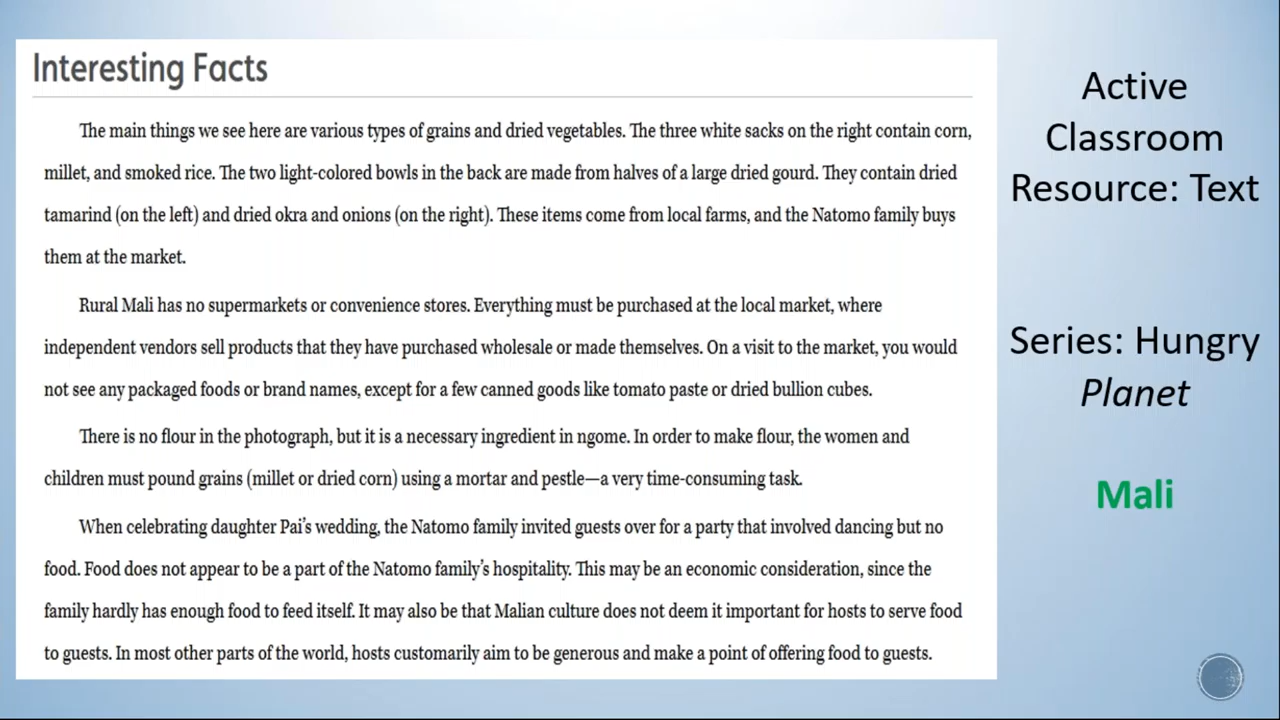 Interesting Facts
The main things we see here are various types of grains and dried vegetables. The three white sacks on the right contain corn,
millet, and smoked rice. The two light-colored bowls in the back are made from halves of a large dried gourd. They contain dried
tamarind (on the left) and dried okra and onions (on the right). These items come from local farms, and the Natomo family buys
them at the market.
Rural Mali has no supermarkets or convenience stores. Everything must be purchased at the local market, where
independent vendors sell products that they have purchased wholesale or made themselves. On a visit to the market, you would
not see any packaged foods or brand names, except for a few canned goods like tomato paste or dried bullion cubes.
There is no flour in the photograph, but it is a necessary ingredient in ngome. In order to make flour, the women and
children must pound grains (millet or dried corn) using a mortar and pestle—a very time-consuming task.
When celebrating daughter Pai's wedding, the Natomo family invited guests over for a party that involved dancing but no
food. Food does not appear to be a part of the Natomo family's hospitality. This may be an economic consideration, since the
family hardly has enough food to feed itself. It may also be that Malian culture does not deem it important for hosts to serve food
to guests. In most other parts of the world, hosts customarily aim to be generous and make a point of offering food to guests.
Active
Classroom
Resource: Text
Series: Hungry
Planet
Mali